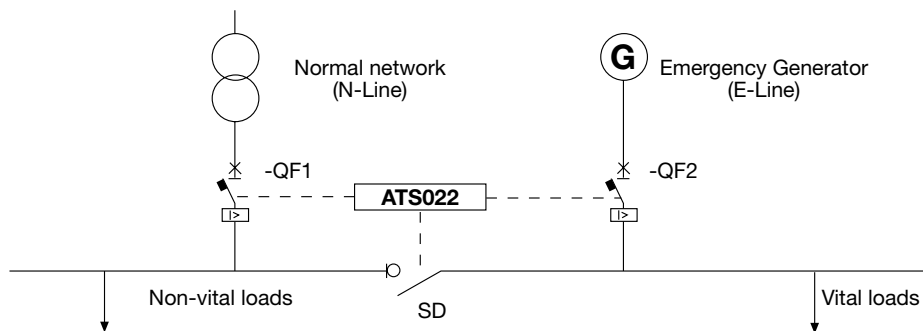 Normal network
(N-Line)
G
Emergency Generator
(E-Line)
-QF1
-QF2
ATS022
I>
I>
Non-vital loads
SD
Vital loads